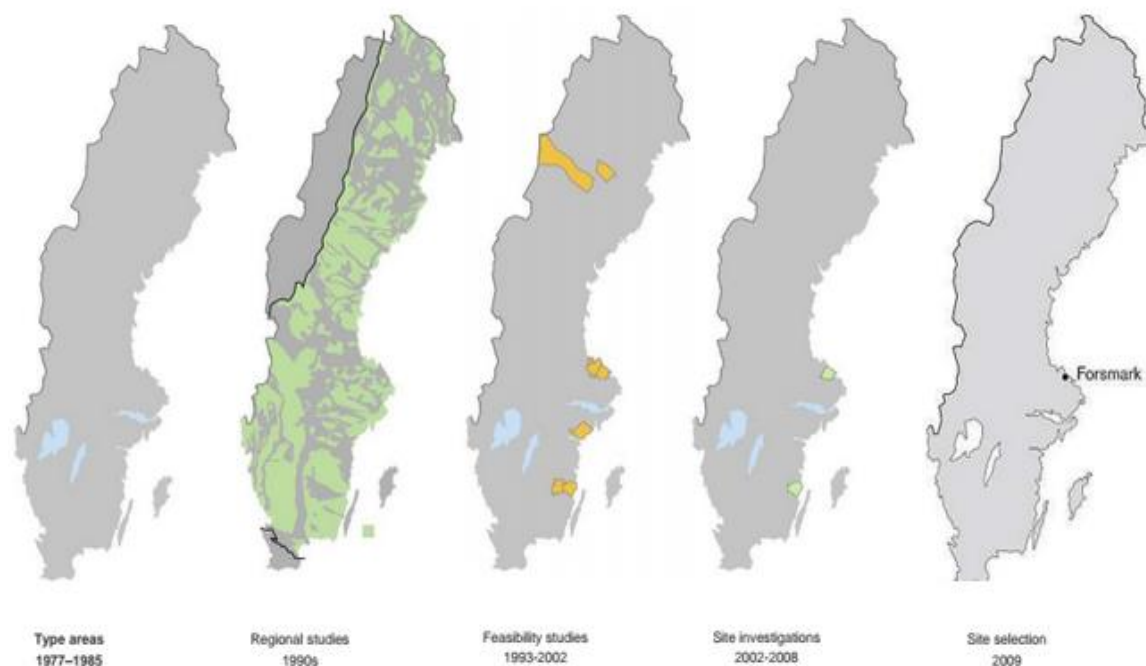 Forsmark
Type areas
1977–1985
Regional studies
1990s
Feasibility studies
1993-2002
Site investigations
2002-2008
Site selection
2009